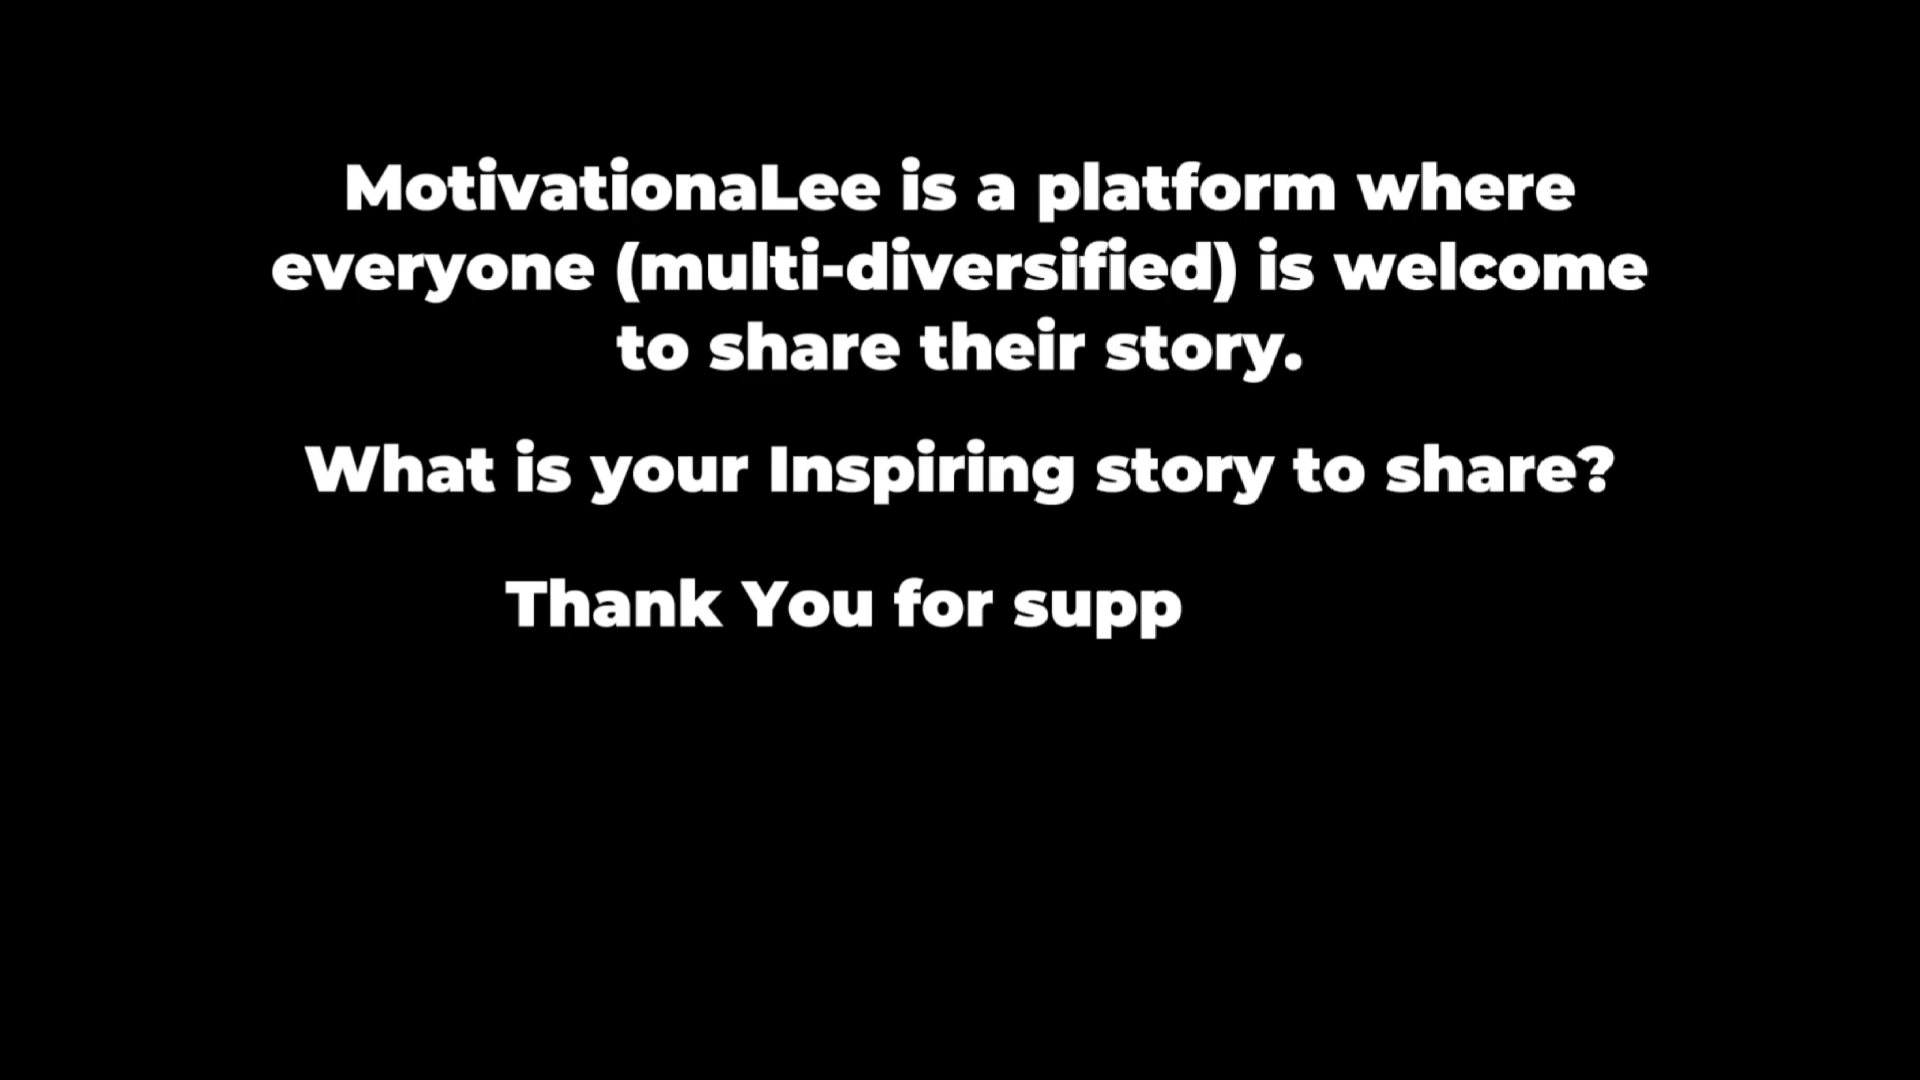 MotivationaLee is a platform where
everyone (multi-diversified) is welcome
to share their story.
What is your Inspiring story to share?
Thank You for supp